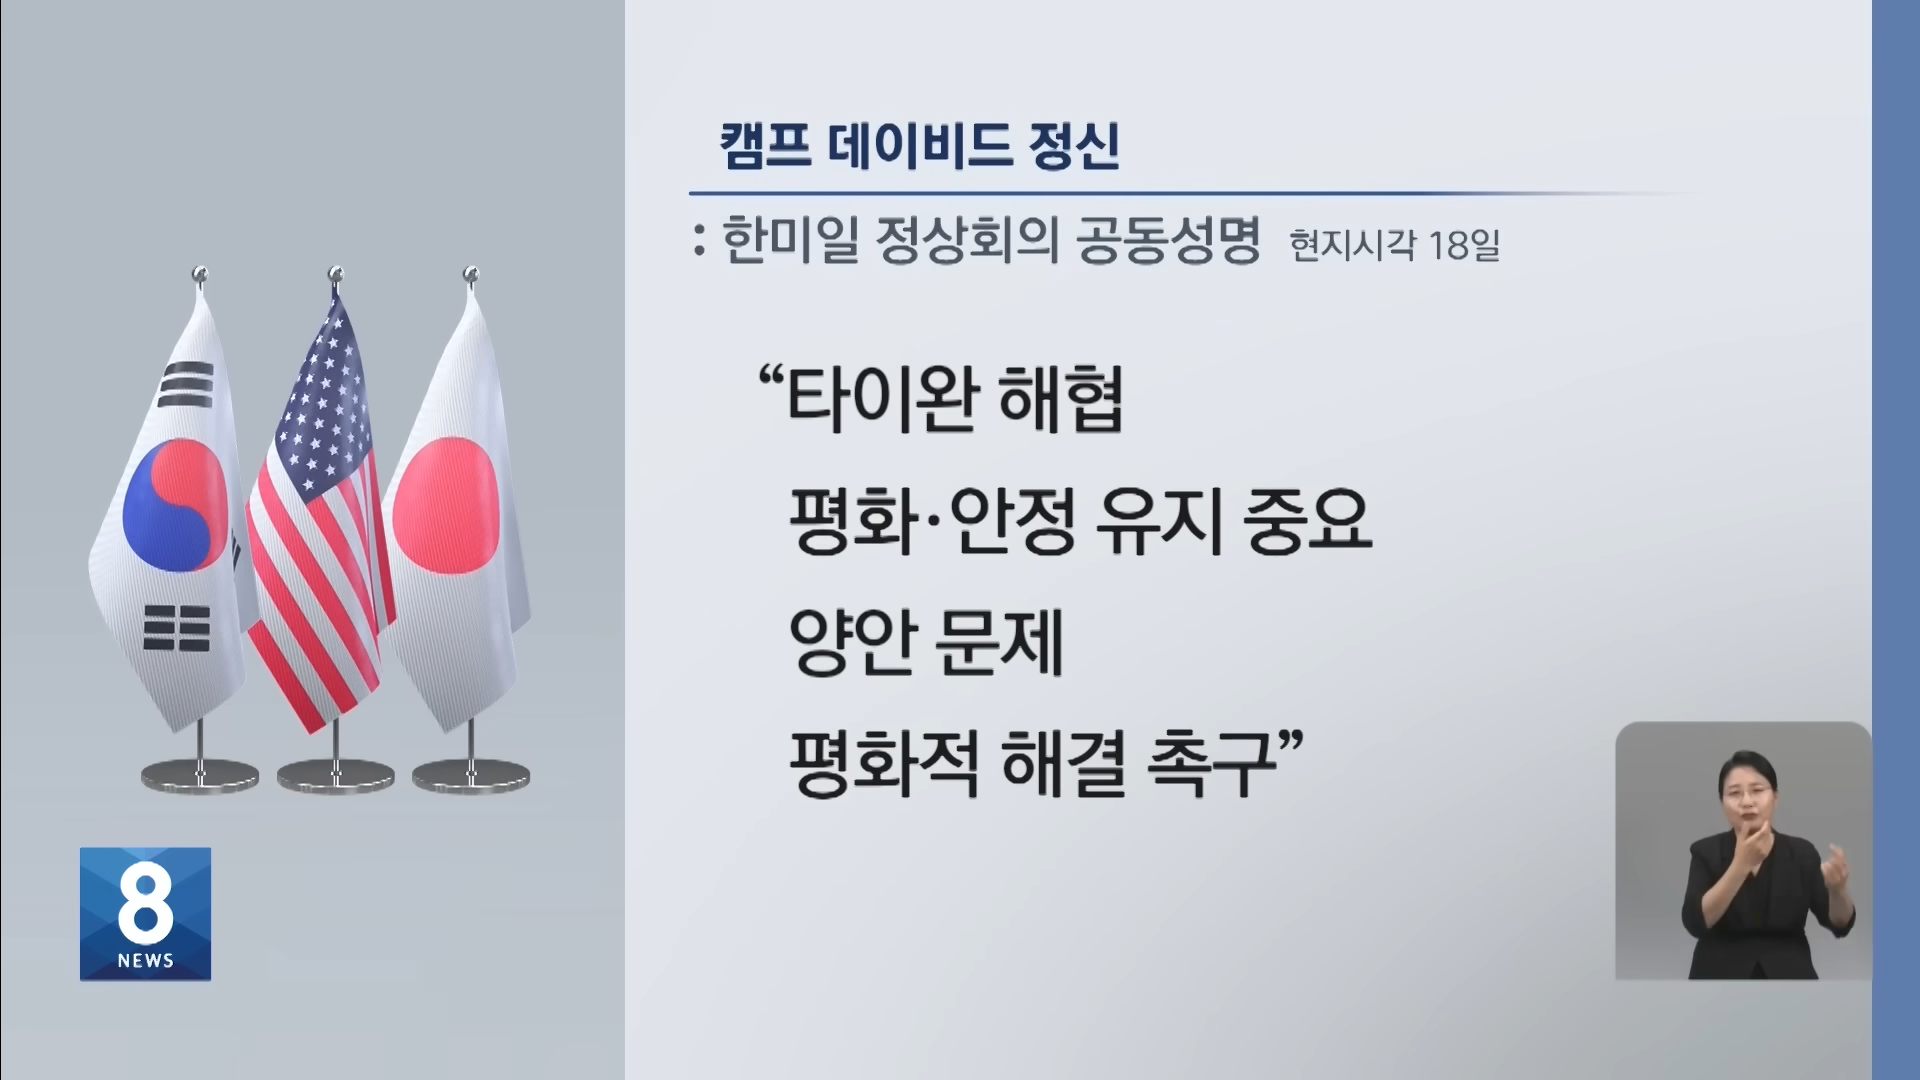 캠프 데이비드 정신
: 한미일 정상회의 공동성명 현지시각 18일
“타이완 해협
평화·안정 유지 중요
양안 문제
평화적 해결 촉구”
8
NEWS